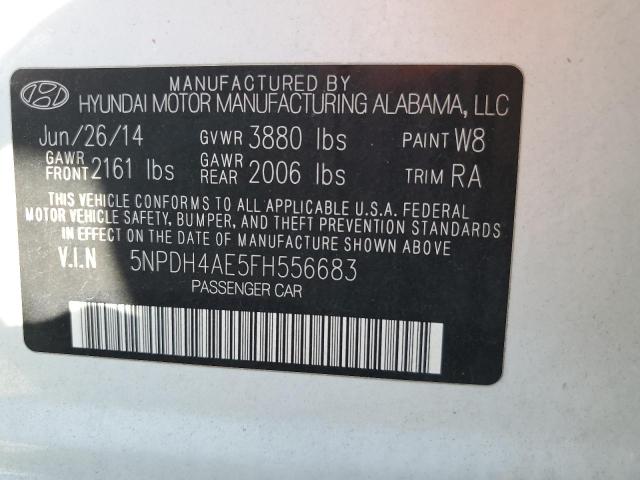 MANUFACTURED BY
HYUNDAI MOTOR MANUFACTURING ALABAMA, LLC
Jun/26/14 GVWR 3880 lbs PAINT W8
GAWR FRONT 2161 lbs GAWR REAR 2006 lbs TRIM RA
THIS VEHICLE CONFORMS TO ALL APPLICABLE U.S.A. FEDERAL
MOTOR VEHICLE SAFETY, BUMPER, AND THEFT PREVENTION STANDARDS
IN EFFECT ON THE DATE OF MANUFACTURE SHOWN ABOVE
V.I.N 5NPDH4AE5FH556683
PASSENGER CAR